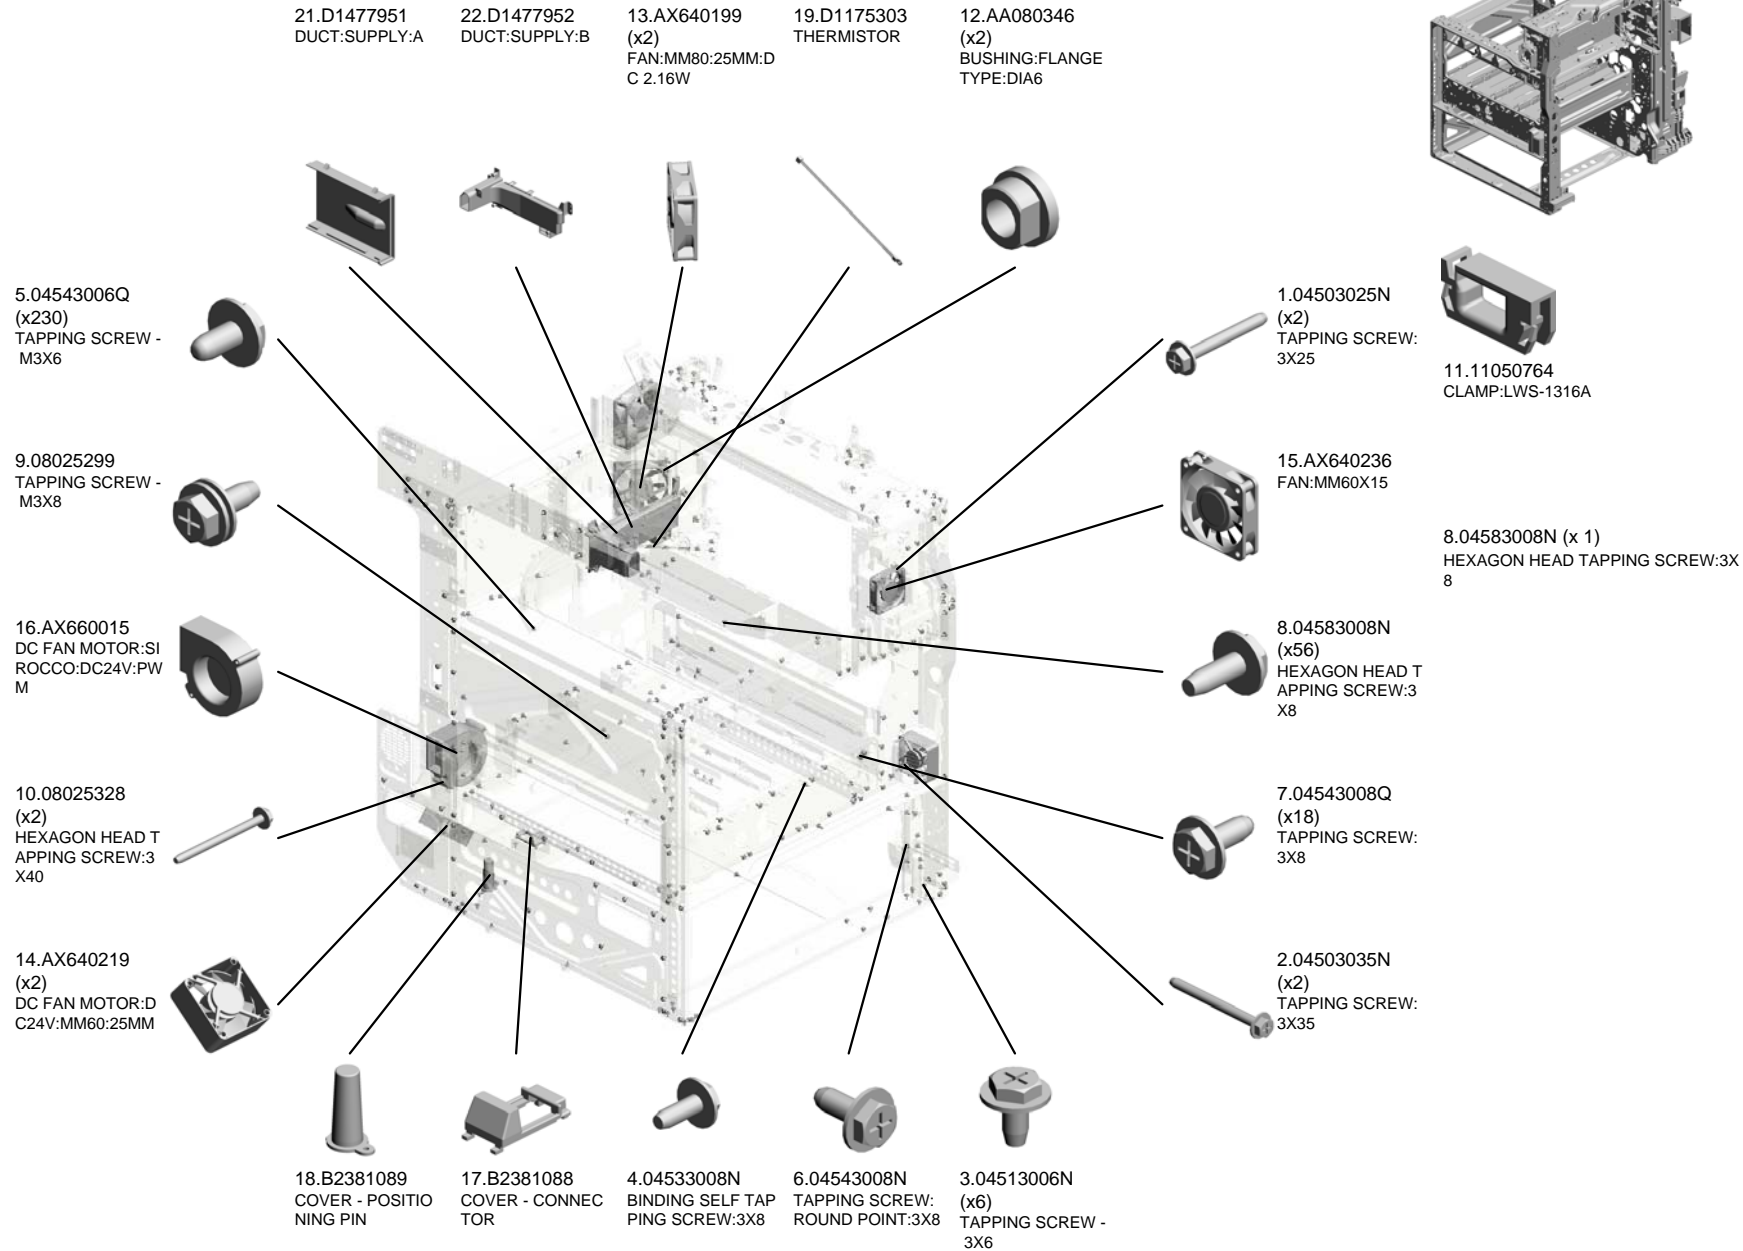 21.D1477951
DUCT:SUPPLY:A
22.D1477952
DUCT:SUPPLY:B
13.AX640199
(x2)
FAN:MM80:25MM:D
C 2.16W
19.D1175303
THERMISTOR
12.AA080346
(x2)
BUSHING:FLANGE
TYPE:DIA6
5.04543006Q
(x230)
TAPPING SCREW -
M3X6
1.04503025N
(x2)
TAPPING SCREW:
3X25
11.11050764
CLAMP:LWS-1316A
9.08025299
TAPPING SCREW -
M3X8
15.AX640236
FAN:MM60X15
8.04583008N (x 1)
HEXAGON HEAD TAPPING SCREW:3X
8
16.AX660015
DC FAN MOTOR:SI
ROCCO:DC24V:PW
M
8.04583008N
(x56)
HEXAGON HEAD T
APPING SCREW:3
X8
10.08025328
(x2)
HEXAGON HEAD T
APPING SCREW:3
X40
7.04543008Q
(x18)
TAPPING SCREW:
3X8
14.AX640219
(x2)
DC FAN MOTOR:D
C24V:MM60:25MM
2.04503035N
(x2)
TAPPING SCREW:
3X35
18.B2381089
COVER - POSITIO
NING PIN
17.B2381088
COVER - CONNEC
TOR
4.04533008N
BINDING SELF TAP
PING SCREW:3X8
6.04543008N
TAPPING SCREW:
ROUND POINT:3X8
3.04513006N
(x6)
TAPPING SCREW -
3X6